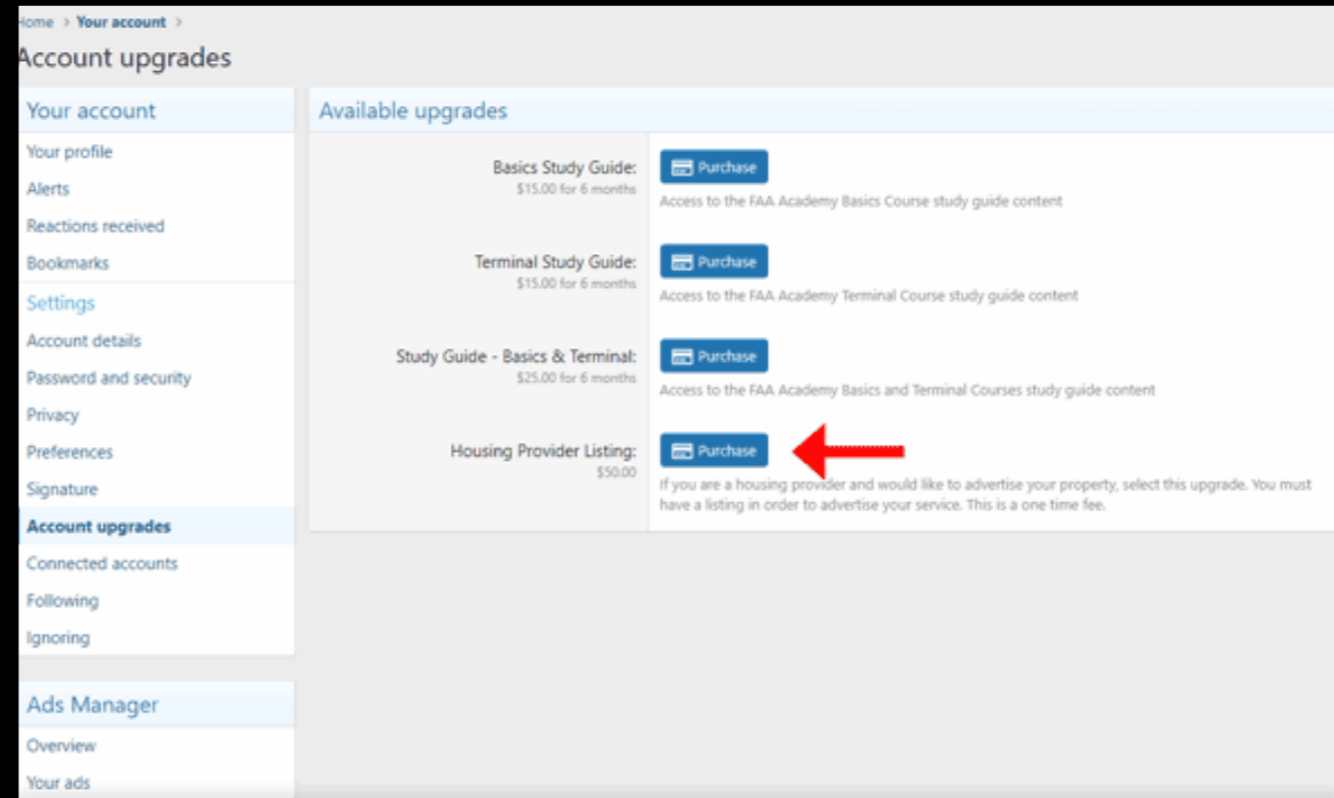 Home > Your account >
Account upgrades
Your account
Your profile
Alerts
Reactions received
Bookmarks
Settings
Account details
Password and security
Privacy
Preferences
Signature
Account upgrades
Connected accounts
Following
Ignoring
Ads Manager
Overview
Your ads
Available upgrades
Basics Study Guide:
$15.00 for 6 months
Purchase
Access to the FAA Academy Basics Course study guide content
Terminal Study Guide:
$15.00 for 6 months
Purchase
Access to the FAA Academy Terminal Course study guide content
Study Guide - Basics & Terminal:
$25.00 for 6 months
Purchase
Access to the FAA Academy Basics and Terminal Courses study guide content
Housing Provider Listing:
$50.00
Purchase
If you are a housing provider and would like to advertise your property, select this upgrade. You must
have a listing in order to advertise your service. This is a one time fee.